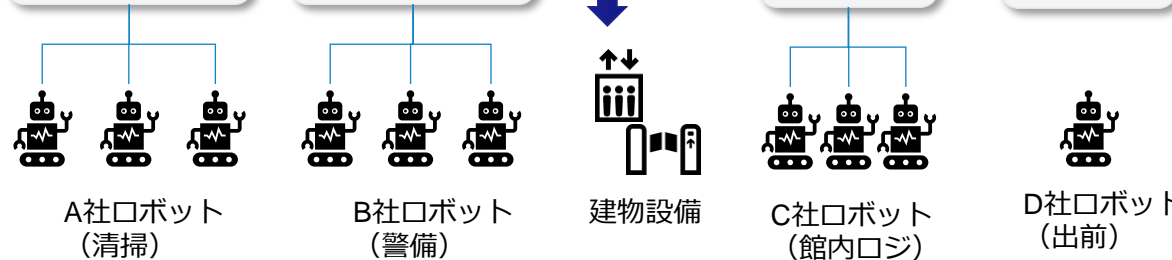 A社ロボット
（清掃）
B社ロボット
（警備）
建物設備
C社ロボット
（館内ロジ）
D社ロボット
（出前）